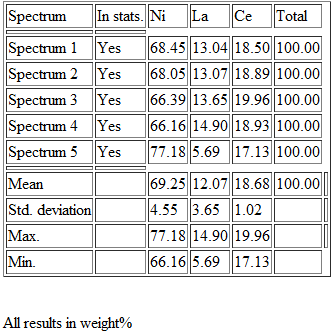 Spectrum In stats. Ni La Ce Total
Spectrum 1 Yes 68.45 13.04 18.50 100.00
Spectrum 2 Yes 68.05 13.07 18.89 100.00
Spectrum 3 Yes 66.39 13.65 19.96 100.00
Spectrum 4 Yes 66.16 14.90 18.93 100.00
Spectrum 5 Yes 77.18 5.69 17.13 100.00
Mean 69.25 12.07 18.68 100.00
Std. deviation 4.55 3.65 1.02
Max. 77.18 14.90 19.96
Min. 66.16 5.69 17.13
All results in weight%